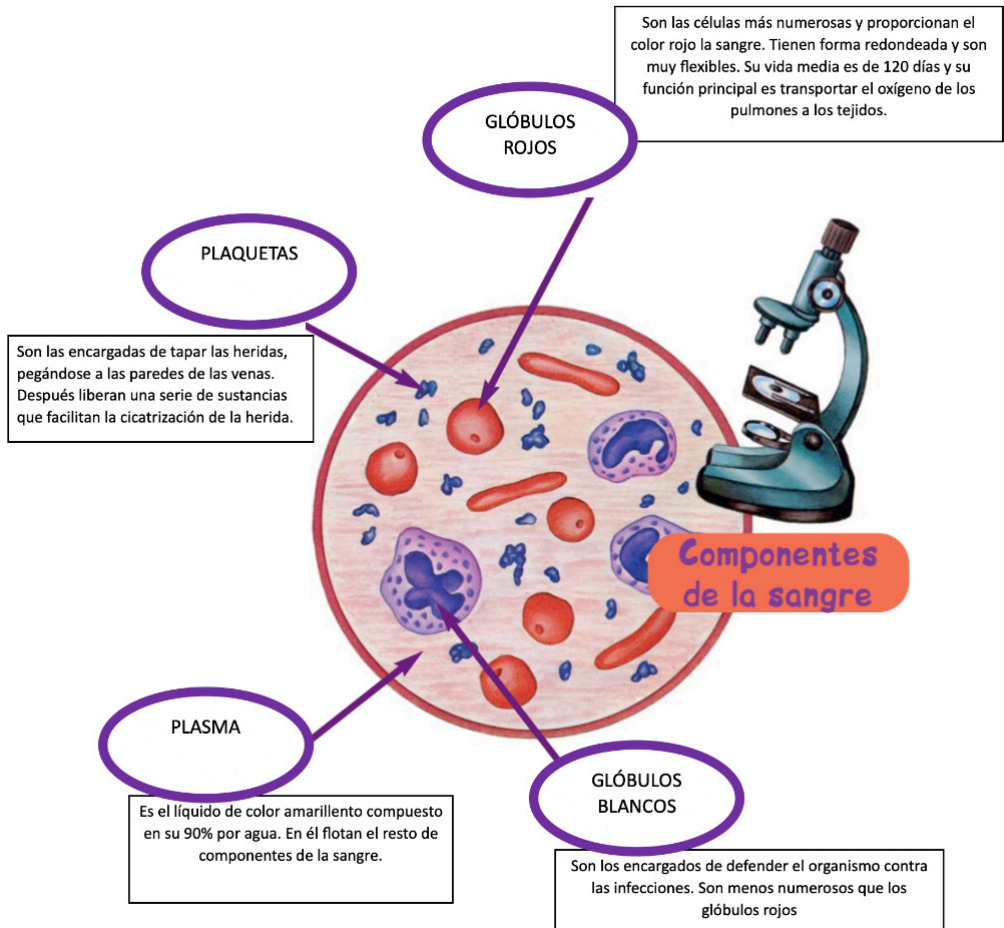 Son las células más numerosas y proporcionan el
color rojo la sangre. Tienen forma redondeada y son
muy flexibles. Su vida media es de 120 días y su
función principal es transportar el oxígeno de los
pulmones a los tejidos.
GLÓBULOS
ROJOS
PLAQUETAS
Son las encargadas de tapar las heridas,
pegándose a las paredes de las venas.
Después liberan una serie de sustancias
que facilitan la cicatrización de la herida.
Componentes
de la sangre
PLASMA
Es el líquido de color amarillento compuesto
en su 90% por agua. En él flotan el resto de
componentes de la sangre.
GLÓBULOS
BLANCOS
Son los encargados de defender el organismo contra
las infecciones. Son menos numerosos que los
glóbulos rojos